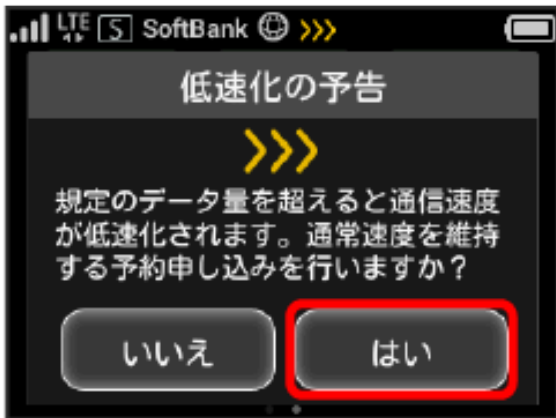 LTE S SoftBank
低速化の予告
規定のデータ量を超えると通信速度
が低速化されます。通常速度を維持
する予約申し込みを行いますか？
いいえ はい